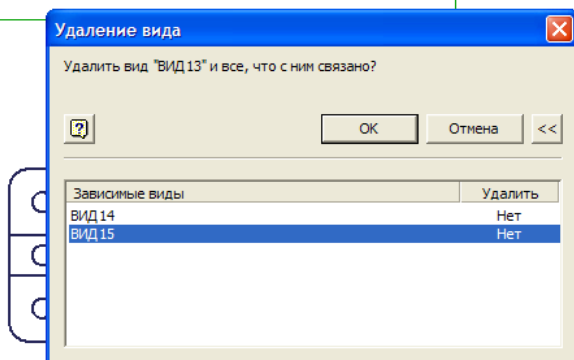 Удаление вида
Удалить вид "ВИД13" и все, что с ним связано?
ОК Отмена <<
Зависимые виды Удалить
ВИД14 Нет
ВИД15 Нет